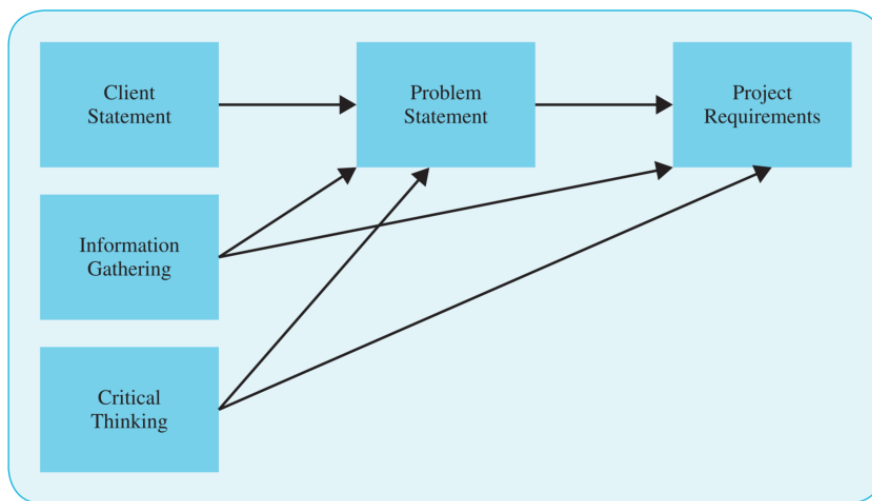 Client
Statement
Problem
Statement
Project
Requirements
Information
Gathering
Critical
Thinking